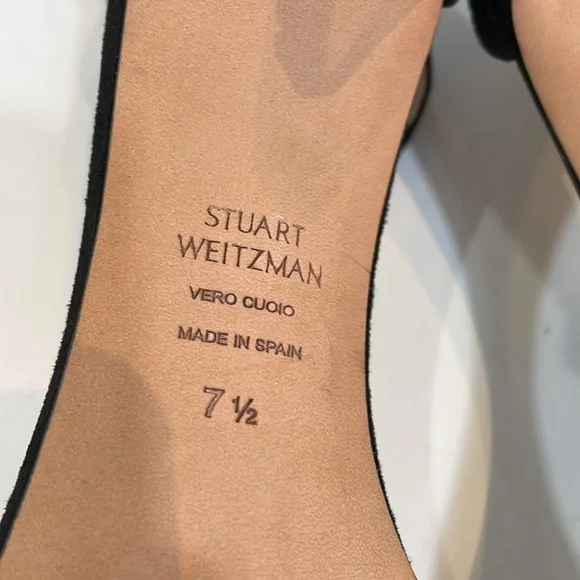 STUART
WEITZMAN
VERO CUOIO
MADE IN SPAIN
7 ½